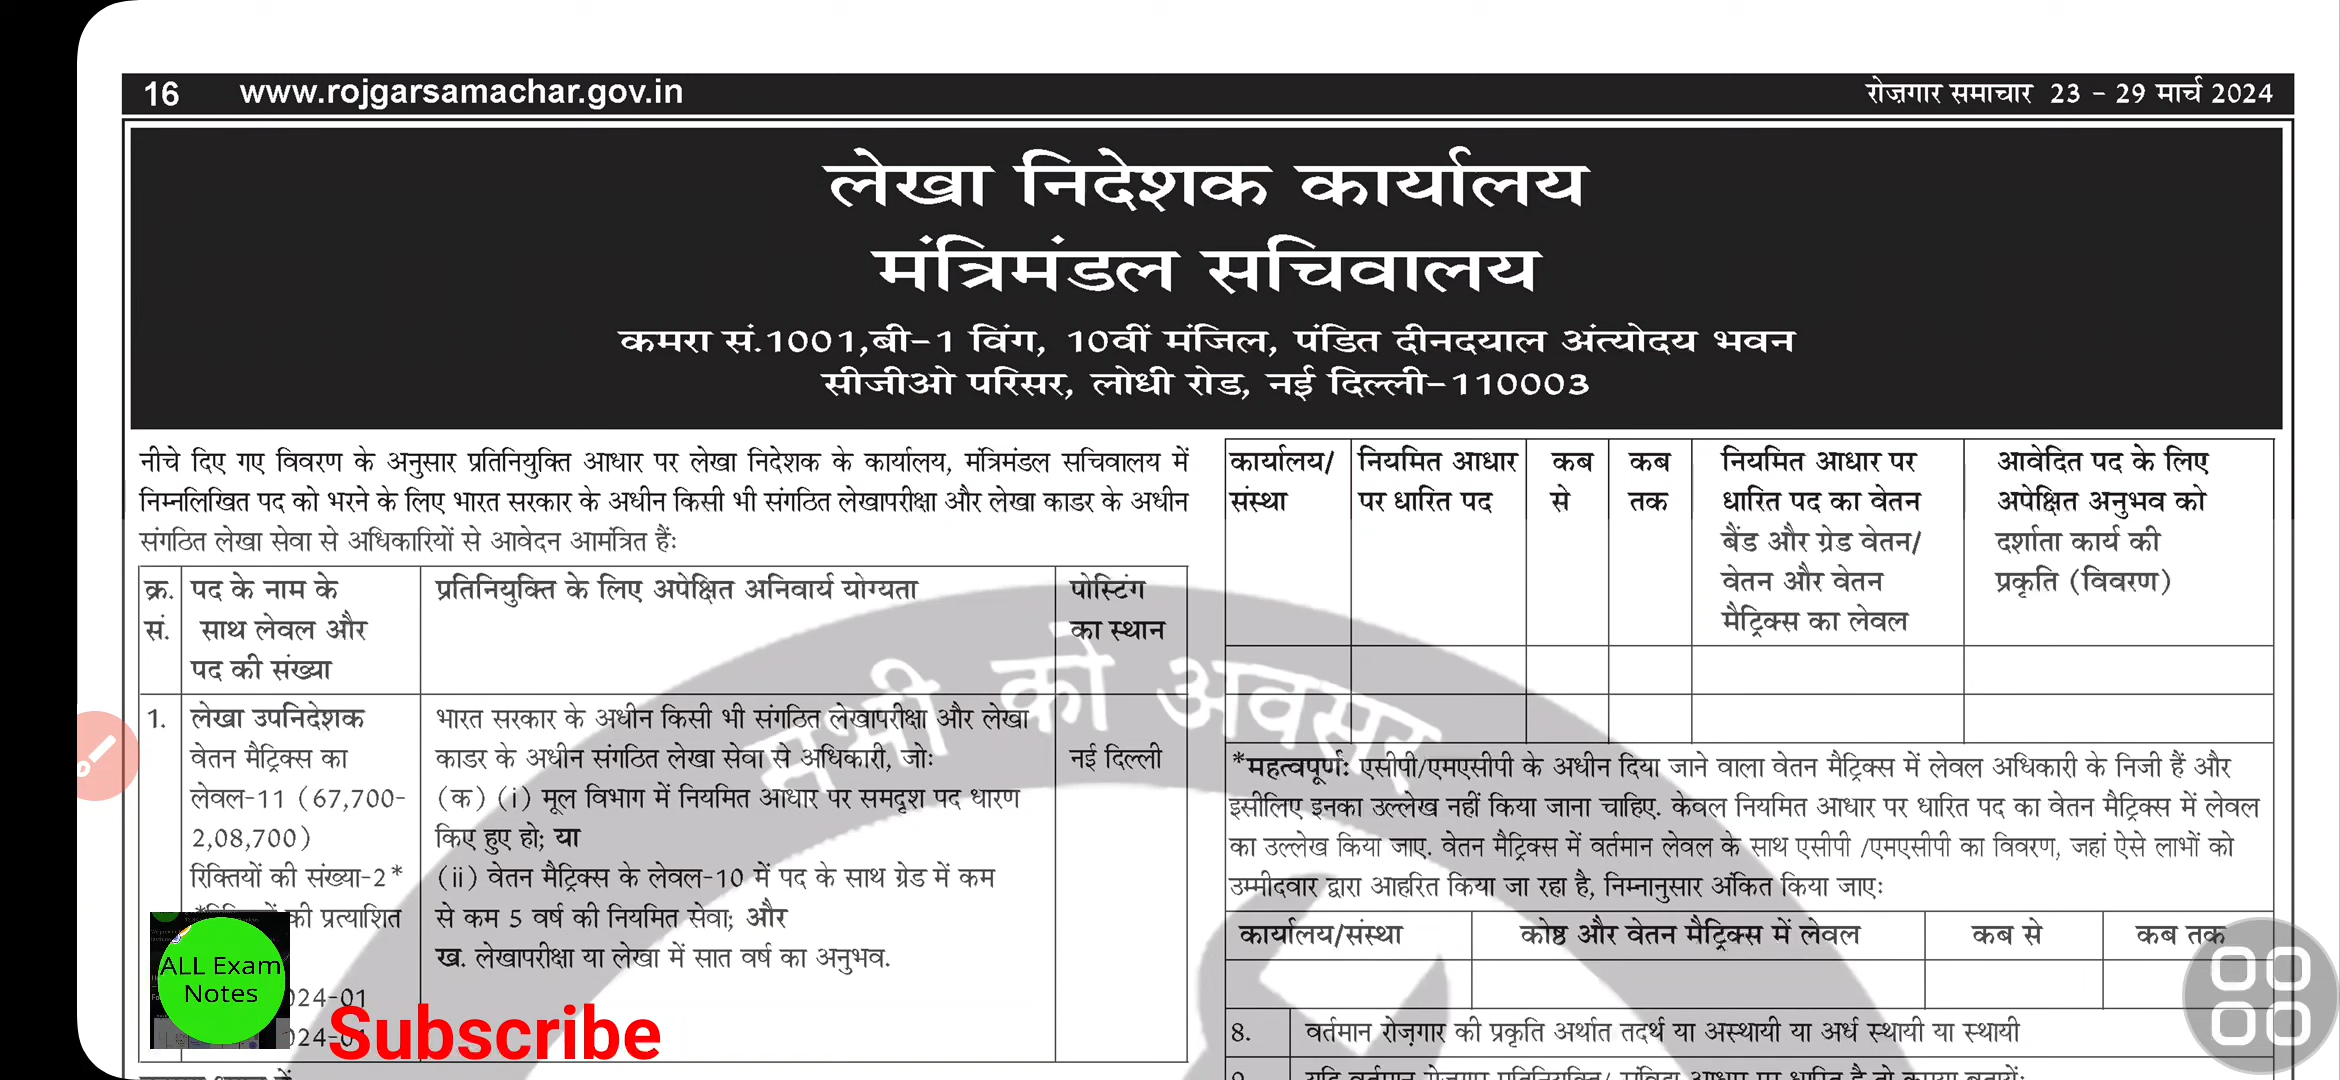 16 www.rojgarsamachar.gov.in रोज़गार समाचार 23 - 29 मार्च 2024
लेखा निदेशक कार्यालय
मंत्रिमंडल सचिवालय
कमरा सं.1001,बी-1 विंग, 10वीं मंजिल, पंडित दीनदयाल अंत्योदय भवन
सीजीओ परिसर, लोधी रोड, नई दिल्ली-110003
नीचे दिए गए विवरण के अनुसार प्रतिनियुक्ति आधार पर लेखा निदेशक के कार्यालय, मंत्रिमंडल सचिवालय में
निम्नलिखित पद को भरने के लिए भारत सरकार के अधीन किसी भी संगठित लेखापरीक्षा और लेखा काडर के अधीन
संगठित लेखा सेवा से अधिकारियों से आवेदन आमंत्रित हैंः
क्र. सं.
पद के नाम के
साथ लेवल और
पद की संख्या
प्रतिनियुक्ति के लिए अपेक्षित अनिवार्य योग्यता
पोस्टिंग
का स्थान
1.
लेखा उपनिदेशक
वेतन मैट्रिक्स का
लेवल-11 (67,700-
2,08,700)
रिक्तियों की संख्या-2*
की प्रत्याशित
024-01
024-01
भारत सरकार के अधीन किसी भी संगठित लेखापरीक्षा और लेखा
काडर के अधीन संगठित लेखा सेवा से अधिकारी, जोः
(क) (i) मूल विभाग में नियमित आधार पर समदृश पद धारण
किए हुए हो; या
(ii) वेतन मैट्रिक्स के लेवल-10 में पद के साथ ग्रेड में कम
से कम 5 वर्ष की नियमित सेवा; और
ख. लेखापरीक्षा या लेखा में सात वर्ष का अनुभव.
नई दिल्ली
कार्यालय/
संस्था
नियमित आधार
पर धारित पद
कब
से
कब
तक
नियमित आधार पर
धारित पद का वेतन
बैंड और ग्रेड वेतन/
वेतन और वेतन
मैट्रिक्स का लेवल
आवेदित पद के लिए
अपेक्षित अनुभव को
दर्शाता कार्य की
प्रकृति (विवरण)
*महत्वपूर्णः एसीपी/एमएसीपी के अधीन दिया जाने वाला वेतन मैट्रिक्स में लेवल अधिकारी के निजी हैं और
इसीलिए इनका उल्लेख नहीं किया जाना चाहिए. केवल नियमित आधार पर धारित पद का वेतन मैट्रिक्स में लेवल
का उल्लेख किया जाए. वेतन मैट्रिक्स में वर्तमान लेवल के साथ एसीपी /एमएसीपी का विवरण, जहां ऐसे लाभों को
उम्मीदवार द्वारा आहरित किया जा रहा है, निम्नानुसार अंकित किया जाएः
कार्यालय/संस्था कोष्ठ और वेतन मैट्रिक्स में लेवल कब से कब तक
8. वर्तमान रोज़गार की प्रकृति अर्थात तदर्थ या अस्थायी या अर्ध स्थायी या स्थायी
सभी को अवसर
ALL Exam
Notes
Subscribe